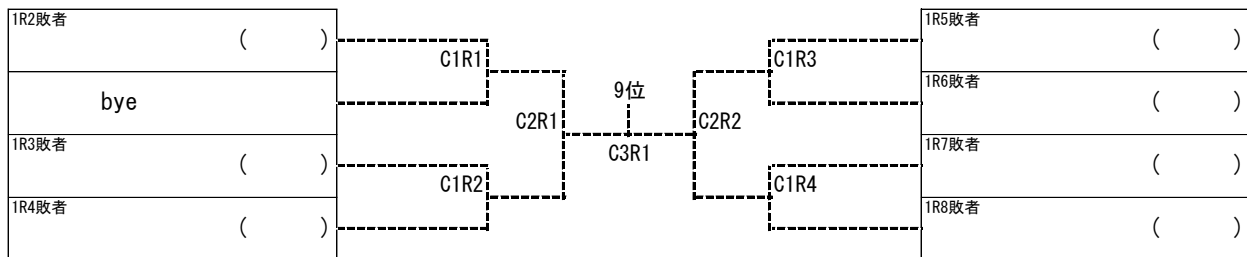 1R2敗者
(　　)
bye
1R3敗者
(　　)
1R4敗者
(　　)
C1R1
C1R2
C2R1
9位
C3R1
C2R2
C1R3
C1R4
1R5敗者
(　　)
1R6敗者
(　　)
1R7敗者
(　　)
1R8敗者
(　　)